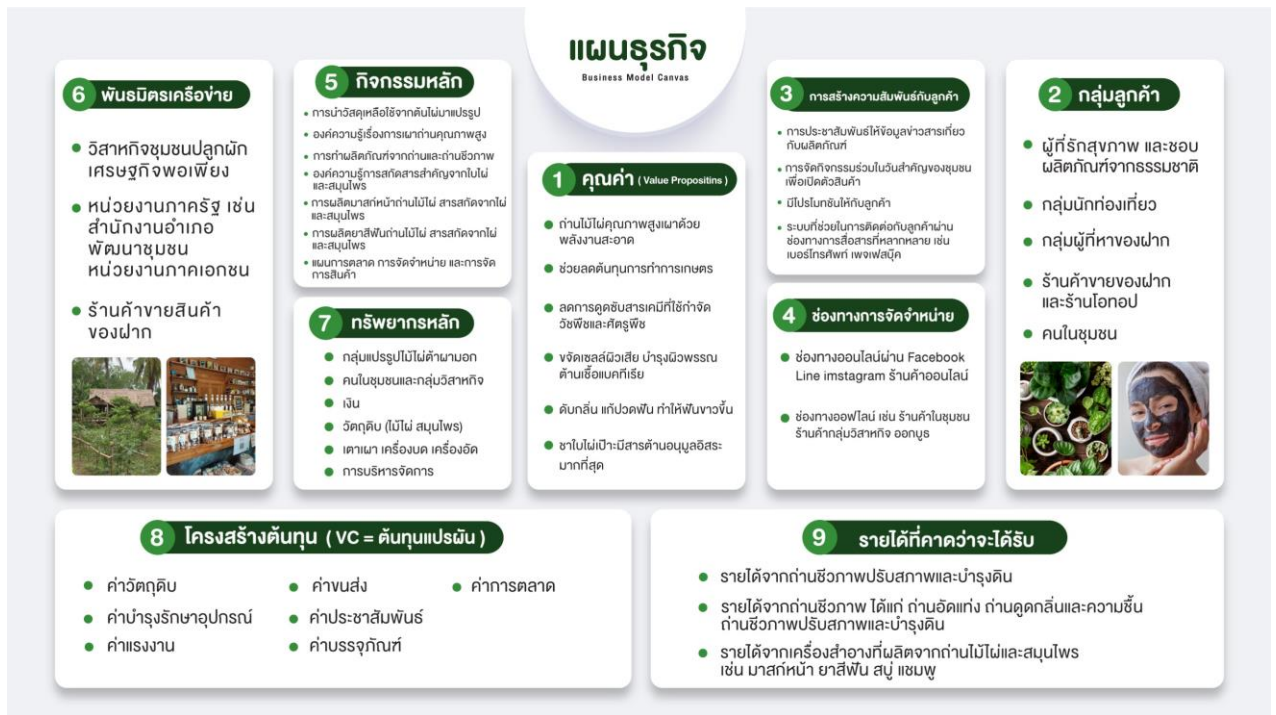 แผนธุรกิจ
Business Model Canvas
6 พันธมิตรเครือข่าย
• วิสาหกิจชุมชนปลูกผัก
เศรษฐกิจพอเพียง
• หน่วยงานภาครัฐ เช่น
สำนักงานอำเภอ
พัฒนาชุมชน
หน่วยงานภาคเอกชน
• ร้านค้าขายสินค้า
ของฝาก
5 กิจกรรมหลัก
• การนำวัสดุเหลือใช้จากต้นไผ่มาแปรรูป
• องค์ความรู้เรื่องการเผาถ่านคุณภาพสูง
• การทำผลิตภัณฑ์จากถ่านและถ่านชีวภาพ
• องค์ความรู้การสกัดสารสำคัญจากใบไผ่
และสมุนไพร
• การผลิตมาสก์หน้าถ่านไม้ไผ่ สารสกัดจากไผ่
และสมุนไพร
• การผลิตยาสีฟันถ่านไม้ไผ่ สารสกัดจากไผ่
และสมุนไพร
• แผนการตลาด การจัดจำหน่าย และการจัด
การสินค้า
7 ทรัพยากรหลัก
• กลุ่มแปรรูปไม้ไผ่ต้าผามอก
• คนในชุมชนและกลุ่มวิสาหกิจ
• เงิน
• วัตถุดิบ (ไม้ไผ่ สมุนไพร)
• เตาเผา เครื่องบด เครื่องอัด
• การบริหารจัดการ
1 คุณค่า ( Value Propositins )
• ถ่านไม้ไผ่คุณภาพสูงเผาด้วย
พลังงานสะอาด
• ช่วยลดต้นทุนการทำการเกษตร
• ลดการดูดซับสารเคมีที่ใช้กำจัด
วัชพืชและศัตรูพืช
• ขจัดเซลล์ผิวเสีย บำรุงผิวพรรณ
ต้านเชื้อแบคทีเรีย
• ดับกลิ่น แก้ปวดฟัน ทำให้ฟันขาวขึ้น
• ชาใบไผ่เป๊าะมีสารต้านอนุมูลอิสระ
มากที่สุด
3 การสร้างความสัมพันธ์กับลูกค้า
• การประชาสัมพันธ์ให้ข้อมูลข่าวสารเกี่ยว
กับผลิตภัณฑ์
• การจัดกิจกรรมร่วมในวันสำคัญของชุมชน
เพื่อเปิดตัวสินค้า
• มีโปรโมทชันให้กับลูกค้า
• ระบบที่ช่วยในการติดต่อกับลูกค้าผ่าน
ช่องทางการสื่อสารที่หลากหลาย เช่น
เบอร์โทรศัพท์ เพจเฟสบุ๊ค
4 ช่องทางการจัดจำหน่าย
• ช่องทางออนไลน์ผ่าน Facebook
Line imstagram ร้านค้าออนไลน์
• ช่องทางออฟไลน์ เช่น ร้านค้าในชุมชน
ร้านค้ากลุ่มวิสาหกิจ ออกบูธ
2 กลุ่มลูกค้า
• ผู้ที่รักสุขภาพ และชอบ
ผลิตภัณฑ์จากธรรมชาติ
• กลุ่มนักท่องเที่ยว
• กลุ่มผู้ที่หาของฝาก
• ร้านค้าขายของฝาก
และร้านโอทอป
• คนในชุมชน
8 โครงสร้างต้นทุน ( VC = ต้นทุนแปรผัน )
• ค่าวัตถุดิบ
• ค่าบำรุงรักษาอุปกรณ์
• ค่าแรงงาน
• ค่าขนส่ง
• ค่าประชาสัมพันธ์
• ค่าบรรจุภัณฑ์
• ค่าการตลาด
9 รายได้ที่คาดว่าจะได้รับ
• รายได้จากถ่านชีวภาพปรับสภาพและบำรุงดิน
• รายได้จากถ่านชีวภาพ ได้แก่ ถ่านอัดแท่ง ถ่านดูดกลิ่นและความชื้น
ถ่านชีวภาพปรับสภาพและบำรุงดิน
• รายได้จากเครื่องสำอางที่ผลิตจากถ่านไม้ไผ่และสมุนไพร
เช่น มาสก์หน้า ยาสีฟัน สบู่ แชมพู